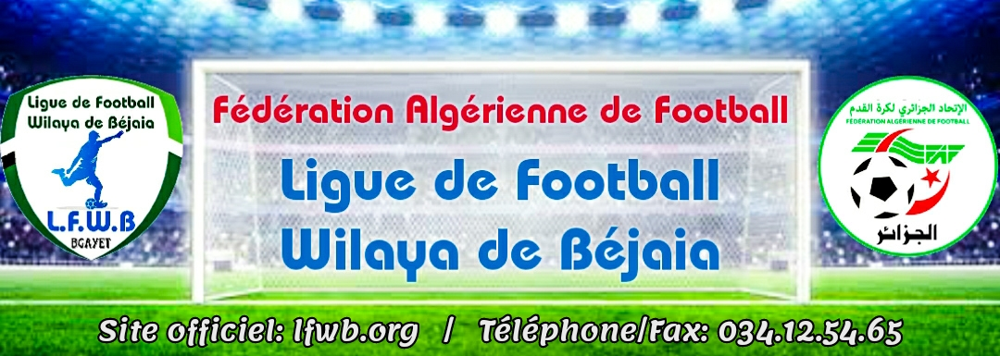 Ligue de Football
Wilaya de Béjaia
L.F.W.B
BGAYET
Fédération Algérienne de Football
Ligue de Football
Wilaya de Béjaia
الإتحاد الجزائري لكرة القدم
FÉDÉRATION ALGÉRIENNE DE FOOTBALL
FAF
الجزائر
Site officiel: lfwb.org / Téléphone/Fax: 034.12.54.65